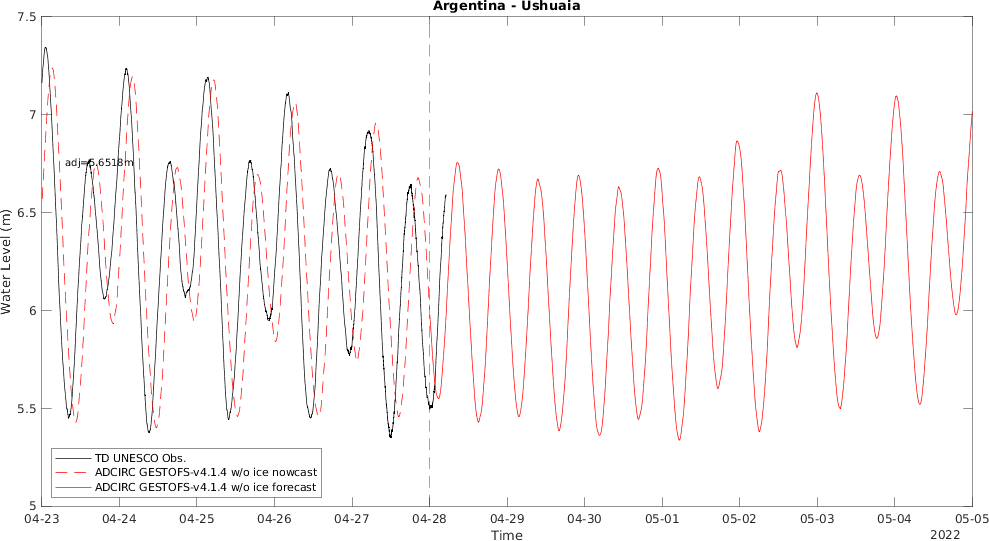 Argentina - Ushuaia
7.5
7
6.5
6
5.5
5
Water Level (m)
adj=5.6518m
TD UNESCO Obs.
ADCIRC GESTOFS-v4.1.4 w/o ice nowcast
ADCIRC GESTOFS-v4.1.4 w/o ice forecast
04-23 04-24 04-25 04-26 04-27 04-28 04-29 04-30 05-01 05-02 05-03 05-04 05-05
Time
2022